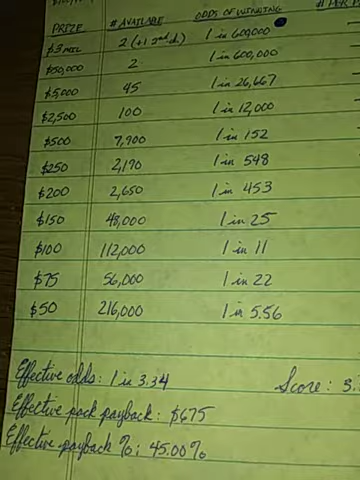 PRIZE # AVAILABLE ODDS OF WINNING
$3 MIL 2 (+1 2nd ch.) 1 in 600,000
$50,000 2 1 in 600,000
$5,000 45 1 in 26,667
$2,500 100 1 in 12,000
$500 7,900 1 in 152
$250 2,190 1 in 548
$200 2,650 1 in 453
$150 48,000 1 in 25
$100 112,000 1 in 11
$75 56,000 1 in 22
$50 216,000 1 in 5.56
Effective odds: 1 in 3.34 Score: 3.
Effective pack payback: $675
Effective payback %: 45.00%